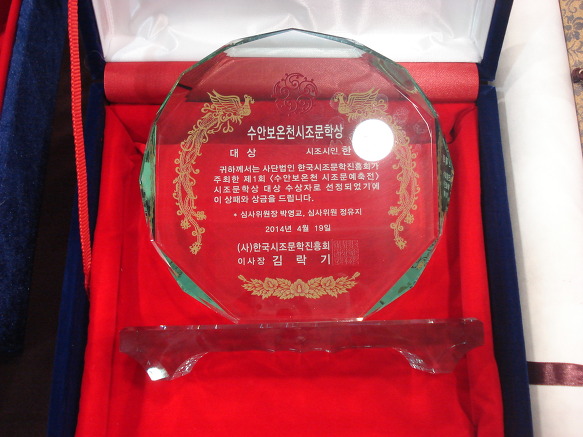 수안보온천시조문학상
대 상 시조시인 한
귀하께서는 사단법인 한국시조문학진흥회가
주최한 제1회 《수안보온천 시조문예축전》
시조문학상 대상 수상자로 선정되었기에
이 상패와 상금을 드립니다.
* 심사위원장 박영교, 심사위원 정유지
2014년 4월 19일
(사)한국시조문학진흥회
이사장 김 락 기